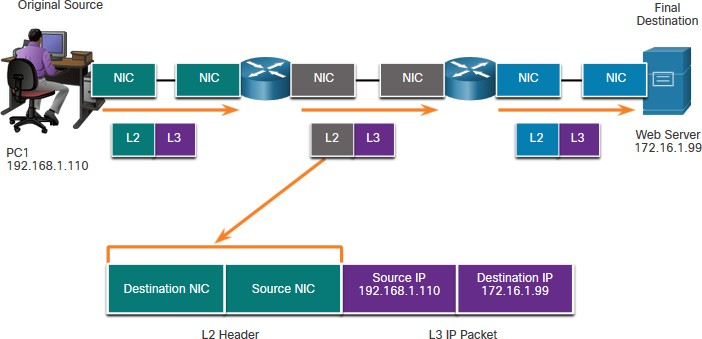 Original Source
Final
Destination
NIC
NIC
NIC
NIC
NIC
NIC
L2 L3
L2 L3
L2 L3
PC1
192.168.1.110
Web Server
172.16.1.99
Destination NIC
Source NIC
Source IP
192.168.1.110
Destination IP
172.16.1.99
L2 Header
L3 IP Packet